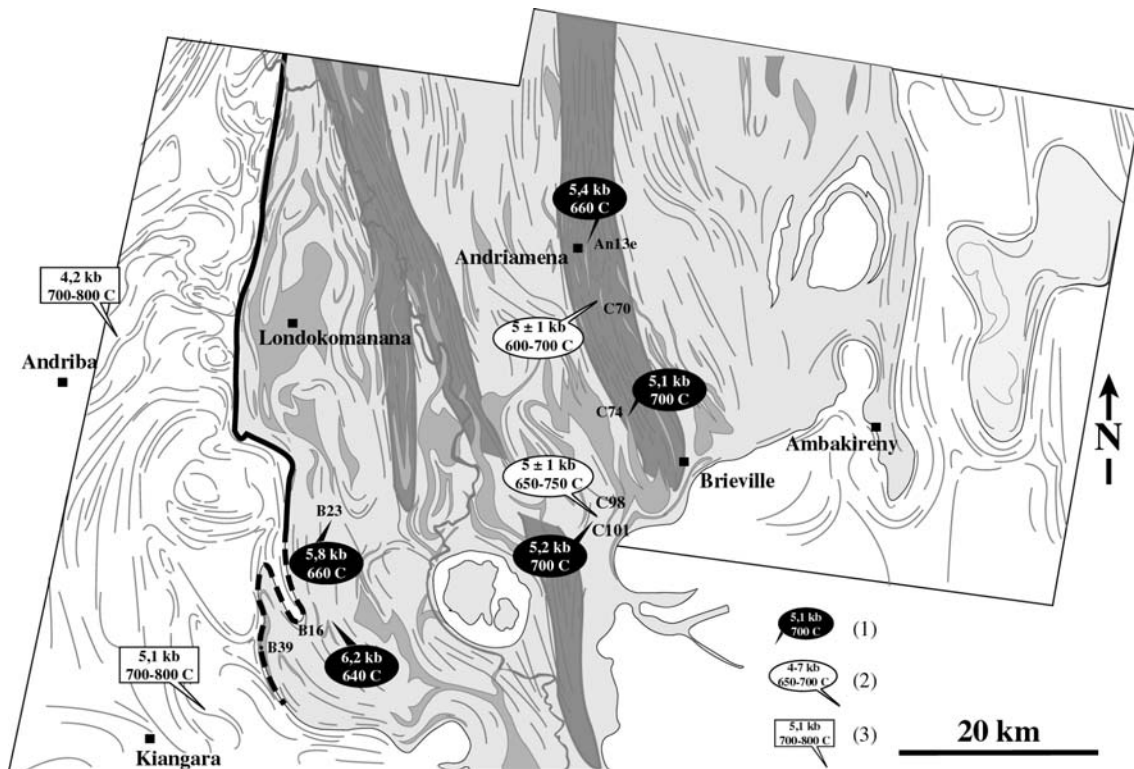 5,4 kb
660 C
An13e
Andriamena
4,2 kb
700-800 C
C70
Londokomanana
5 ± 1 kb
600-700 C
Andriba
5,1 kb
700 C
C74
N
Ambakireny
5 ± 1 kb
650-750 C
Brieville
C98
B23
C101
5,8 kb
660 C
5,2 kb
700 C
B16
5,1 kb
700 C
(1)
B39
5,1 kb
700-800 C
6,2 kb
640 C
4-7 kb
650-700 C
(2)
5,1 kb
700-800 C
(3)
20 km
Kiangara